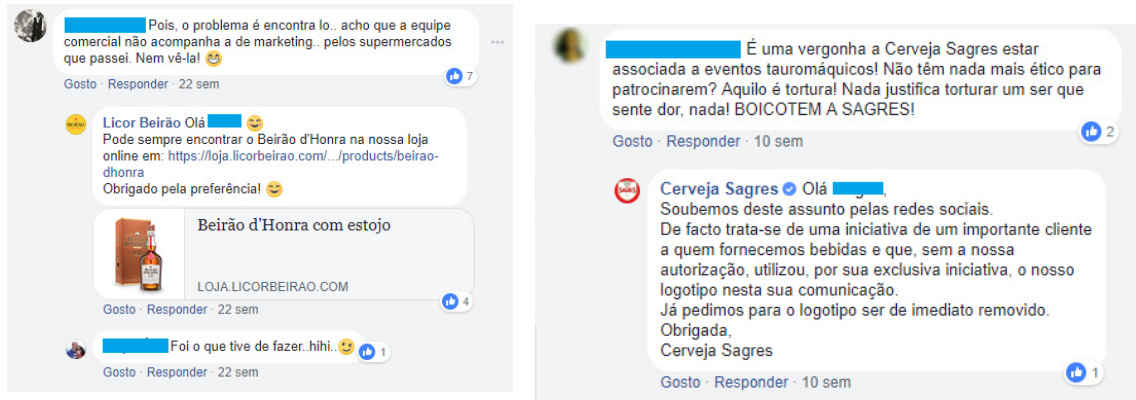 Pois, o problema é encontra lo.. acho que a equipe
comercial não acompanha a de marketing.. pelos supermercados
que passei. Nem vê-la!
7
Gosto · Responder · 22 sem
Licor Beirão Olá
Pode sempre encontrar o Beirão d'Honra na nossa loja
online em: https://loja.licorbeirao.com/.../products/beirao-
dhonra
Obrigado pela preferência!
Beirão d'Honra com estojo
LOJA.LICORBEIRAO.COM
4
Gosto · Responder · 22 sem
Foi o que tive de fazer..hihi..
1
Gosto · Responder · 22 sem
É uma vergonha a Cerveja Sagres estar
associada a eventos tauromáquicos! Não têm nada mais ético para
patrocinarem? Aquilo é tortura! Nada justifica torturar um ser que
sente dor, nada! BOICOTEM A SAGRES!
2
Gosto · Responder · 10 sem
Cerveja Sagres Olá ,
Soubemos deste assunto pelas redes sociais.
De facto trata-se de uma iniciativa de um importante cliente
a quem fornecemos bebidas e que, sem a nossa
autorização, utilizou, por sua exclusiva iniciativa, o nosso
logotipo nesta sua comunicação.
Já pedimos para o logotipo ser de imediato removido.
Obrigada,
Cerveja Sagres
1
Gosto · Responder · 10 sem